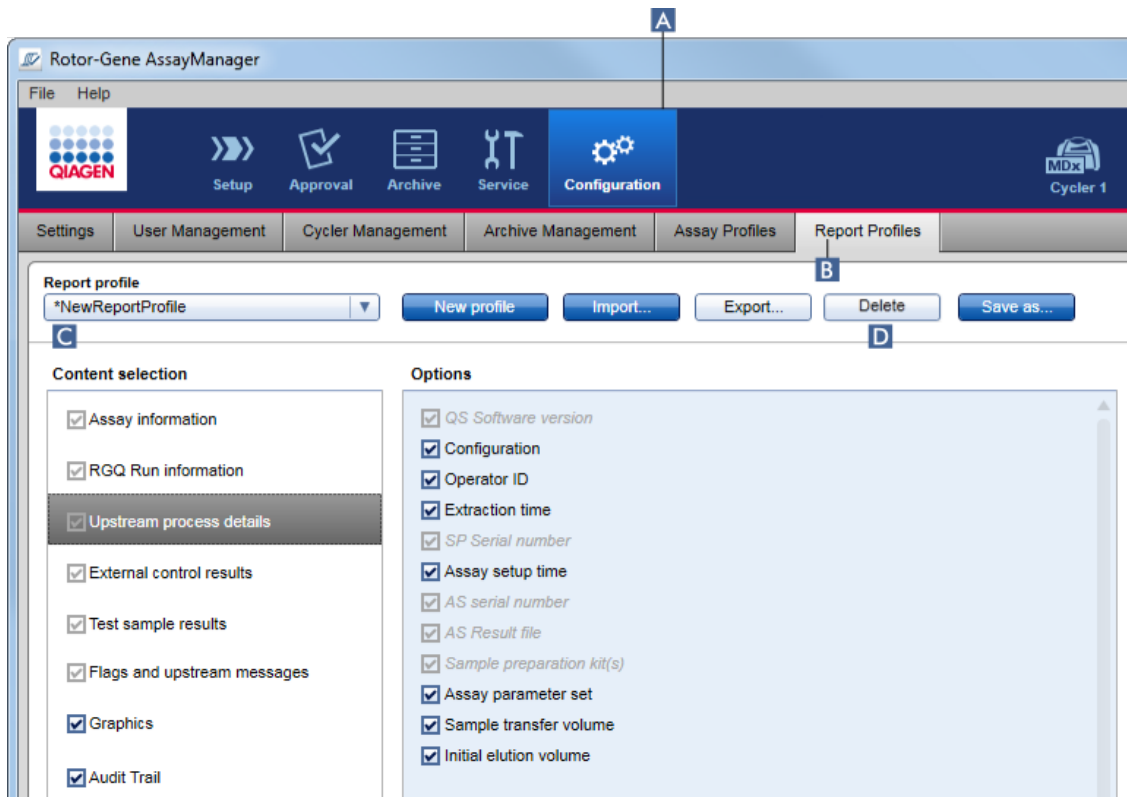 A
Rotor-Gene AssayManager
File Help
QIAGEN
Setup Approval Archive Service Configuration
MDx
Cycler 1
Settings User Management Cycler Management Archive Management Assay Profiles Report Profiles
B
Report profile
*NewReportProfile New profile Import... Export... Delete Save as...
C D
Content selection
Assay information
RGQ Run information
Upstream process details
External control results
Test sample results
Flags and upstream messages
Graphics
Audit Trail
Options
QS Software version
Configuration
Operator ID
Extraction time
SP Serial number
Assay setup time
AS serial number
AS Result file
Sample preparation kit(s)
Assay parameter set
Sample transfer volume
Initial elution volume